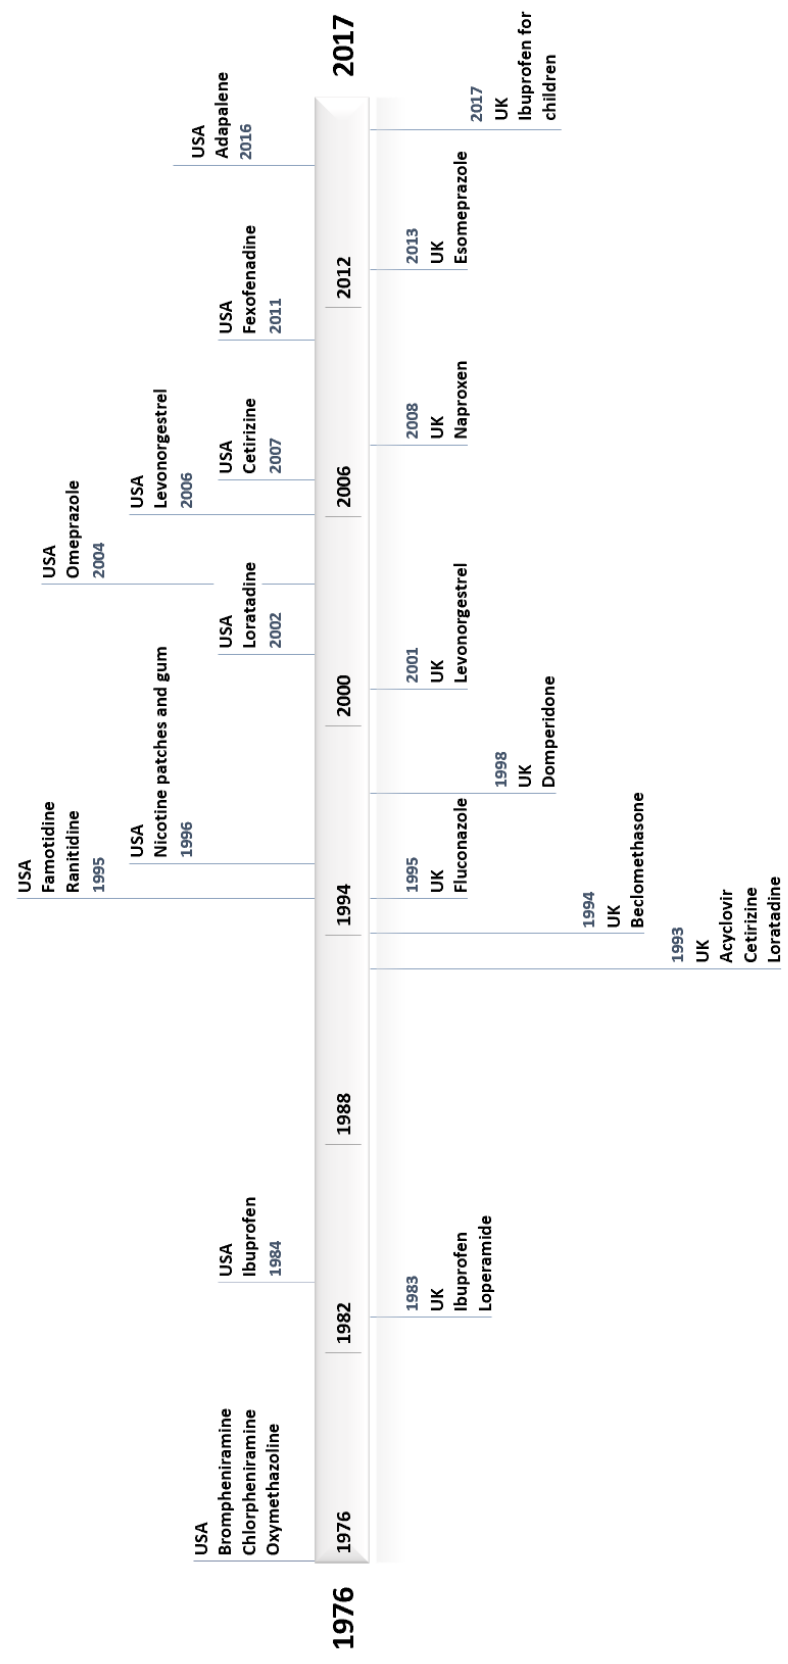 1976
USA
Brompheniramine
Chlorpheniramine
Oxymethazoline
USA
Ibuprofen
1984
USA
Famotidine
Ranitidine
1995
USA
Nicotine patches and gum
1996
USA
Loratadine
2002
USA
Omeprazole
2004
USA
Levonorgestrel
2006
USA
Cetirizine
2007
USA
Fexofenadine
2011
USA
Adapalene
2016
1976
1982
1988
1994
2000
2006
2012
2017
1983
UK
Ibuprofen
Loperamide
1993
UK
Acyclovir
Cetirizine
Loratadine
1994
UK
Beclomethasone
1995
UK
Fluconazole
1998
UK
Domperidone
2001
UK
Levonorgestrel
2008
UK
Naproxen
2013
UK
Esomeprazole
2017
UK
Ibuprofen for
children